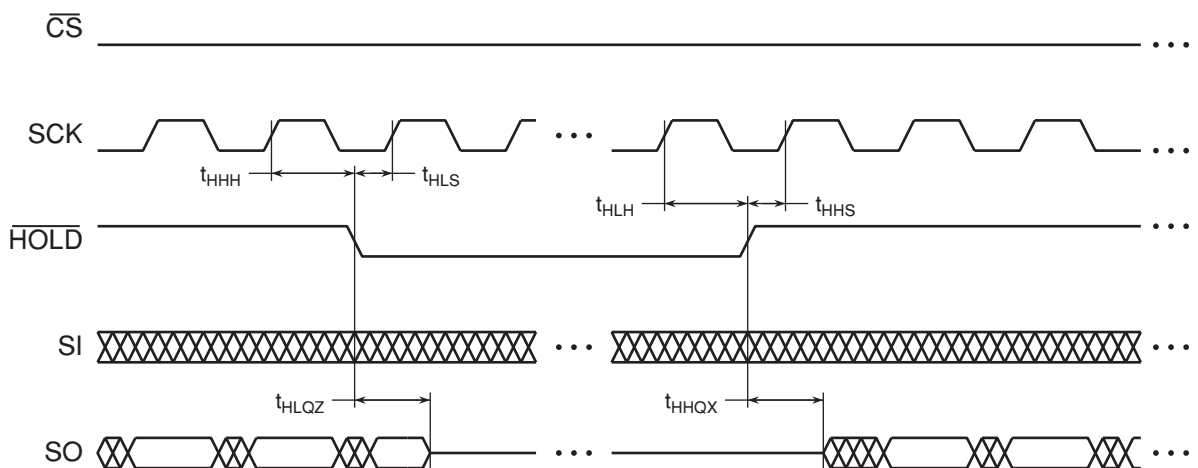 CS
SCK
tHHH
tHLS
tHLH
tHHS
HOLD
SI
tHLQZ
tHHQX
SO